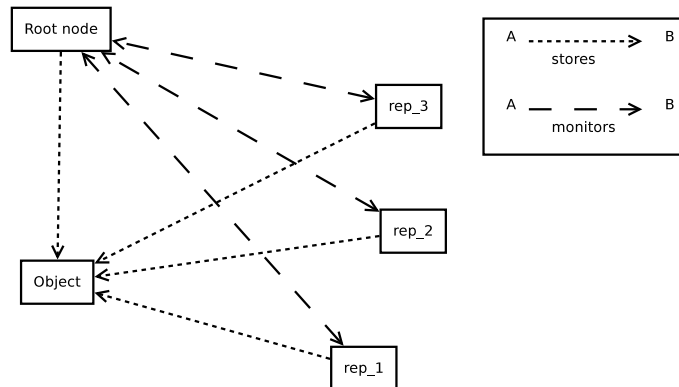 Root node
rep_3
rep_2
Object
rep_1
A B
stores
A B
monitors